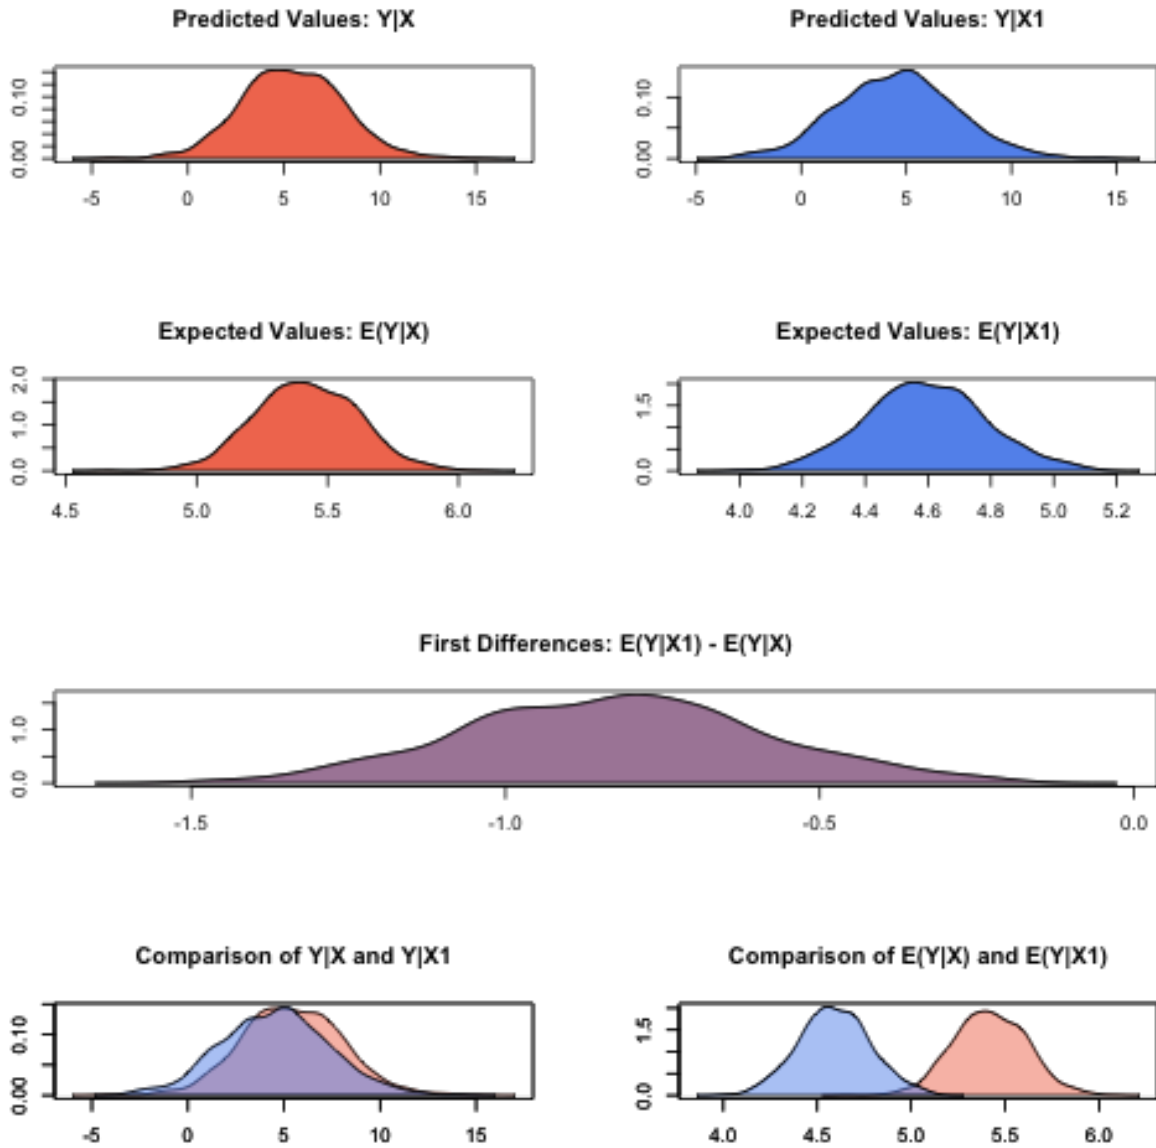 Predicted Values: Y|X
Predicted Values: Y|X1
0.00 0.10
-5 0 5 10 15
0.00 0.10
-5 0 5 10 15
Expected Values: E(Y|X)
Expected Values: E(Y|X1)
0.0 1.0 2.0
4.5 5.0 5.5 6.0
0.0 1.5
4.0 4.2 4.4 4.6 4.8 5.0 5.2
First Differences: E(Y|X1) - E(Y|X)
0.0 1.0
-1.5 -1.0 -0.5 0.0
Comparison of Y|X and Y|X1
Comparison of E(Y|X) and E(Y|X1)
0.00 0.10
-5 0 5 10 15
0.0 1.5
4.0 4.5 5.0 5.5 6.0